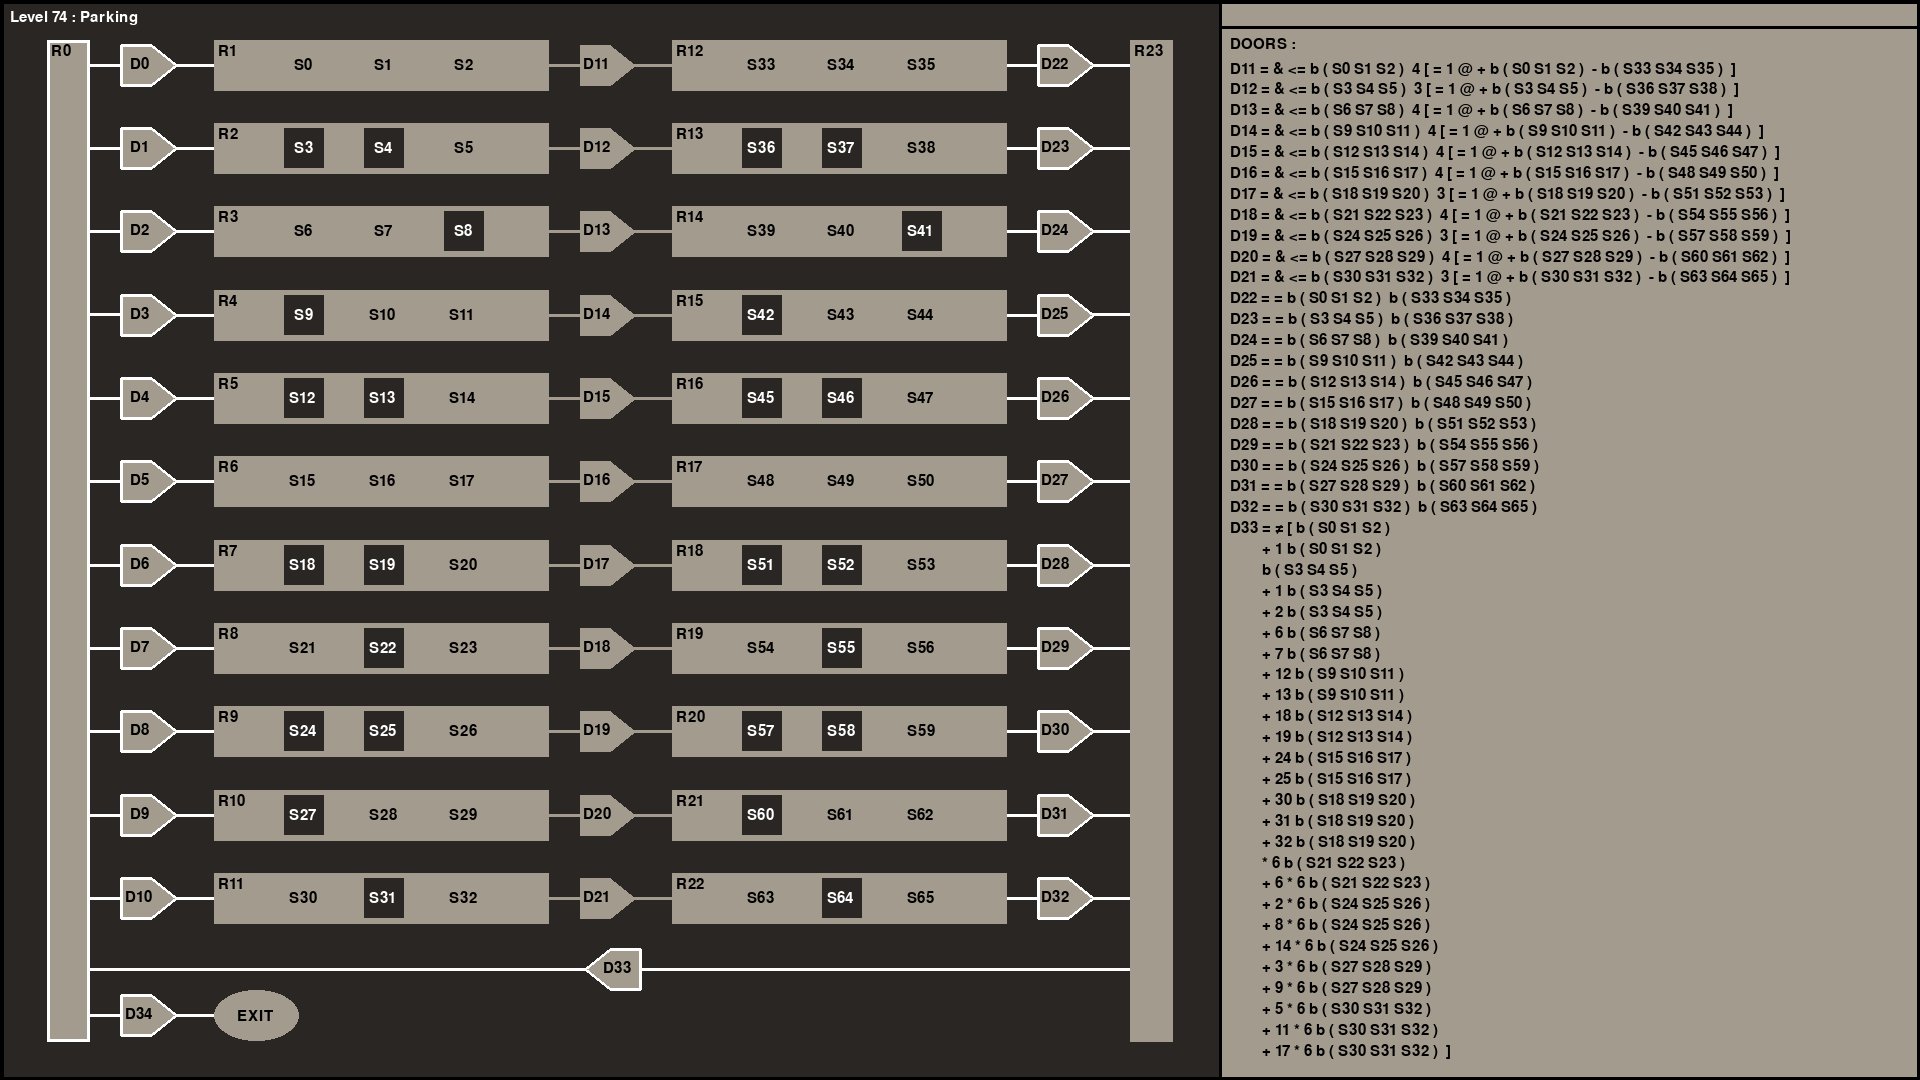 Level 74 : Parking
R0
D0 R1 S0 S1 S2 D11 R12 S33 S34 S35 D22 R23
D1 R2 S3 S4 S5 D12 R13 S36 S37 S38 D23
D2 R3 S6 S7 S8 D13 R14 S39 S40 S41 D24
D3 R4 S9 S10 S11 D14 R15 S42 S43 S44 D25
D4 R5 S12 S13 S14 D15 R16 S45 S46 S47 D26
D5 R6 S15 S16 S17 D16 R17 S48 S49 S50 D27
D6 R7 S18 S19 S20 D17 R18 S51 S52 S53 D28
D7 R8 S21 S22 S23 D18 R19 S54 S55 S56 D29
D8 R9 S24 S25 S26 D19 R20 S57 S58 S59 D30
D9 R10 S27 S28 S29 D20 R21 S60 S61 S62 D31
D10 R11 S30 S31 S32 D21 R22 S63 S64 S65 D32
D33
D34 EXIT
DOORS :
D11 = & <= b ( S0 S1 S2 ) 4 [ = 1 @ + b ( S0 S1 S2 ) - b ( S33 S34 S35 ) ]
D12 = & <= b ( S3 S4 S5 ) 3 [ = 1 @ + b ( S3 S4 S5 ) - b ( S36 S37 S38 ) ]
D13 = & <= b ( S6 S7 S8 ) 4 [ = 1 @ + b ( S6 S7 S8 ) - b ( S39 S40 S41 ) ]
D14 = & <= b ( S9 S10 S11 ) 4 [ = 1 @ + b ( S9 S10 S11 ) - b ( S42 S43 S44 ) ]
D15 = & <= b ( S12 S13 S14 ) 4 [ = 1 @ + b ( S12 S13 S14 ) - b ( S45 S46 S47 ) ]
D16 = & <= b ( S15 S16 S17 ) 4 [ = 1 @ + b ( S15 S16 S17 ) - b ( S48 S49 S50 ) ]
D17 = & <= b ( S18 S19 S20 ) 3 [ = 1 @ + b ( S18 S19 S20 ) - b ( S51 S52 S53 ) ]
D18 = & <= b ( S21 S22 S23 ) 4 [ = 1 @ + b ( S21 S22 S23 ) - b ( S54 S55 S56 ) ]
D19 = & <= b ( S24 S25 S26 ) 3 [ = 1 @ + b ( S24 S25 S26 ) - b ( S57 S58 S59 ) ]
D20 = & <= b ( S27 S28 S29 ) 4 [ = 1 @ + b ( S27 S28 S29 ) - b ( S60 S61 S62 ) ]
D21 = & <= b ( S30 S31 S32 ) 3 [ = 1 @ + b ( S30 S31 S32 ) - b ( S63 S64 S65 ) ]
D22 = = b ( S0 S1 S2 ) b ( S33 S34 S35 )
D23 = = b ( S3 S4 S5 ) b ( S36 S37 S38 )
D24 = = b ( S6 S7 S8 ) b ( S39 S40 S41 )
D25 = = b ( S9 S10 S11 ) b ( S42 S43 S44 )
D26 = = b ( S12 S13 S14 ) b ( S45 S46 S47 )
D27 = = b ( S15 S16 S17 ) b ( S48 S49 S50 )
D28 = = b ( S18 S19 S20 ) b ( S51 S52 S53 )
D29 = = b ( S21 S22 S23 ) b ( S54 S55 S56 )
D30 = = b ( S24 S25 S26 ) b ( S57 S58 S59 )
D31 = = b ( S27 S28 S29 ) b ( S60 S61 S62 )
D32 = = b ( S30 S31 S32 ) b ( S63 S64 S65 )
D33 = ≠ [ b ( S0 S1 S2 )
+ 1 b ( S0 S1 S2 )
b ( S3 S4 S5 )
+ 1 b ( S3 S4 S5 )
+ 2 b ( S3 S4 S5 )
+ 6 b ( S6 S7 S8 )
+ 7 b ( S6 S7 S8 )
+ 12 b ( S9 S10 S11 )
+ 13 b ( S9 S10 S11 )
+ 18 b ( S12 S13 S14 )
+ 19 b ( S12 S13 S14 )
+ 24 b ( S15 S16 S17 )
+ 25 b ( S15 S16 S17 )
+ 30 b ( S18 S19 S20 )
+ 31 b ( S18 S19 S20 )
+ 32 b ( S18 S19 S20 )
* 6 b ( S21 S22 S23 )
+ 6 * 6 b ( S21 S22 S23 )
+ 2 * 6 b ( S24 S25 S26 )
+ 8 * 6 b ( S24 S25 S26 )
+ 14 * 6 b ( S24 S25 S26 )
+ 3 * 6 b ( S27 S28 S29 )
+ 9 * 6 b ( S27 S28 S29 )
+ 5 * 6 b ( S30 S31 S32 )
+ 11 * 6 b ( S30 S31 S32 )
+ 17 * 6 b ( S30 S31 S32 ) ]